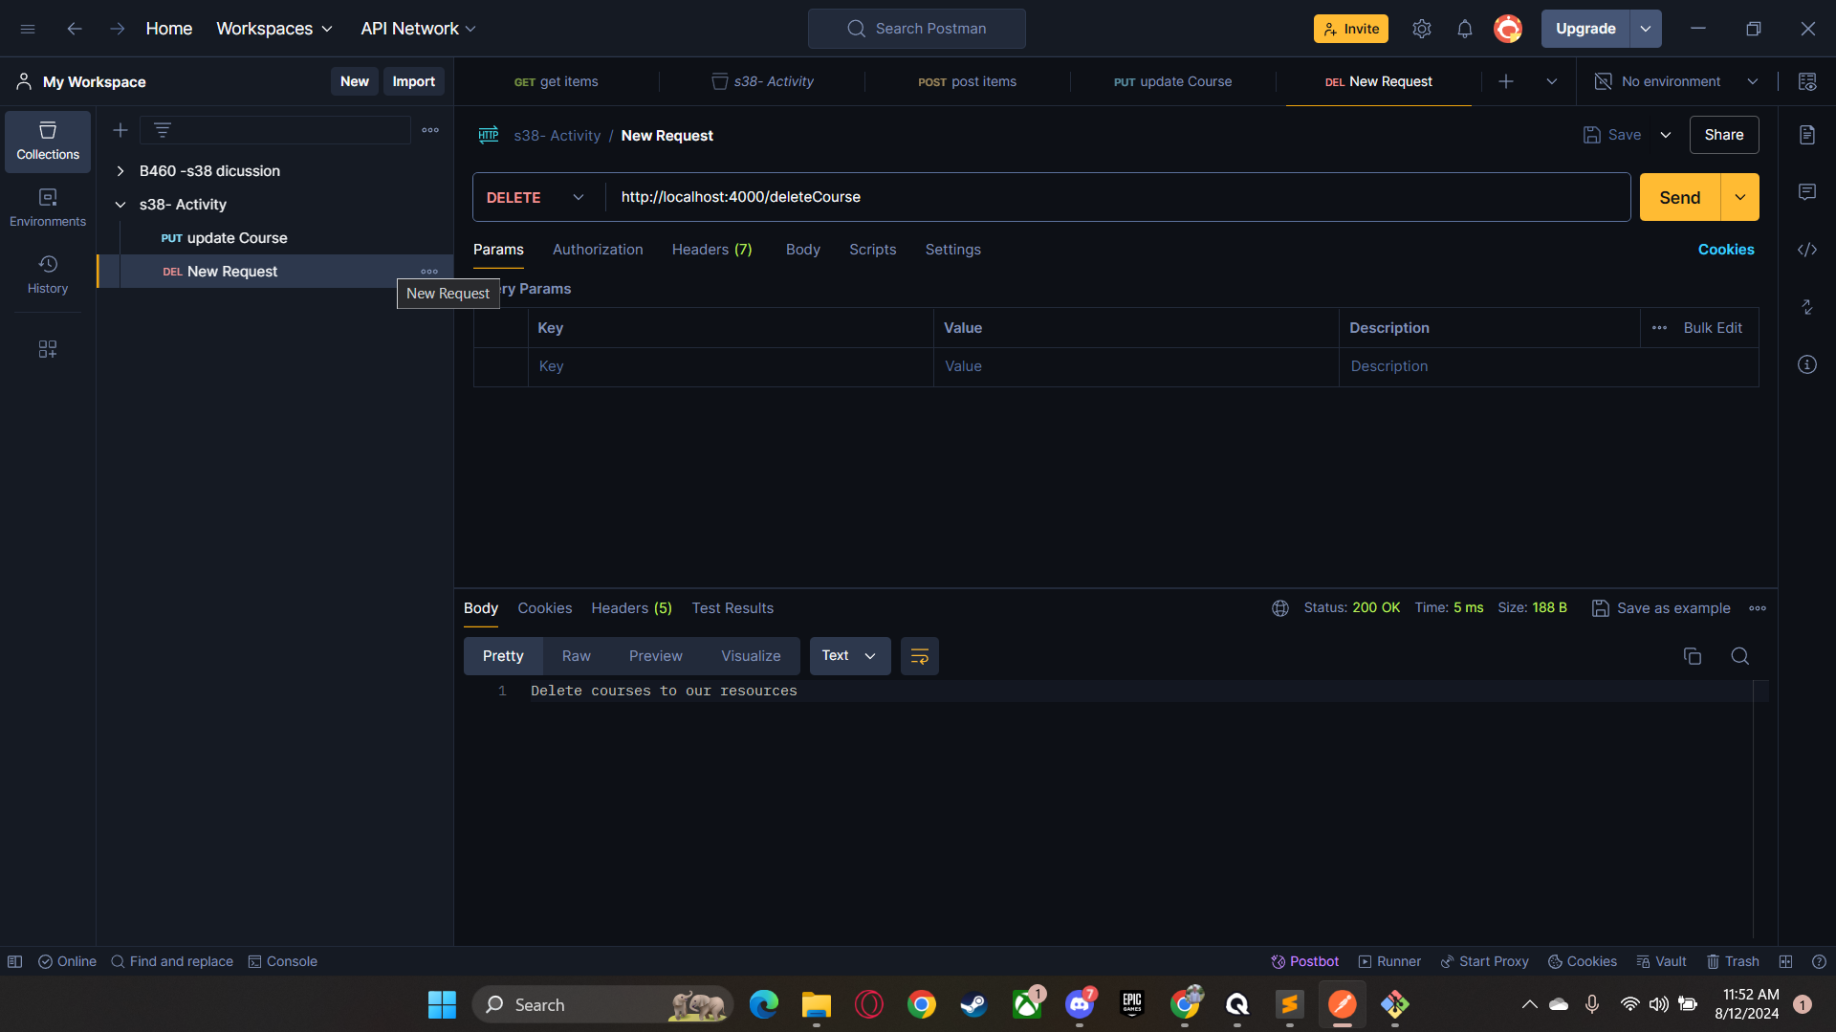 Home Workspaces API Network Search Postman Invite Upgrade
My Workspace New Import GET get items s38- Activity POST post items PUT update Course DEL New Request No environment
Collections
Environments
History
B460 -s38 dicussion
s38- Activity
PUT update Course
DEL New Request
New Request
HTTP s38- Activity / New Request Save Share
DELETE http://localhost:4000/deleteCourse Send
Params Authorization Headers (7) Body Scripts Settings Cookies
ry Params
Key Value Description Bulk Edit
Key Value Description
Body Cookies Headers (5) Test Results Status: 200 OK Time: 5 ms Size: 188 B Save as example
Pretty Raw Preview Visualize Text
1 Delete courses to our resources
Online Find and replace Console Postbot Runner Start Proxy Cookies Vault Trash
Search EPIC GAMES 1 7 11:52 AM
8/12/2024 1